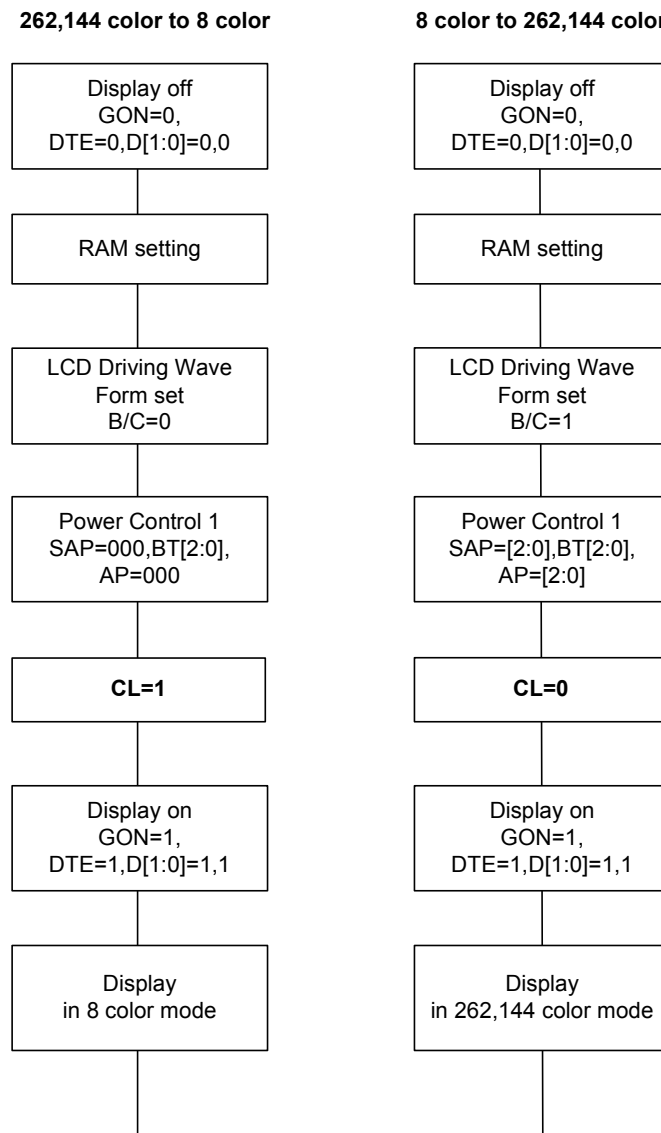 262,144 color to 8 color
Display off
GON=0,
DTE=0,D[1:0]=0,0
RAM setting
LCD Driving Wave
Form set
B/C=0
Power Control 1
SAP=000,BT[2:0],
AP=000
CL=1
Display on
GON=1,
DTE=1,D[1:0]=1,1
Display
in 8 color mode
8 color to 262,144 color
Display off
GON=0,
DTE=0,D[1:0]=0,0
RAM setting
LCD Driving Wave
Form set
B/C=1
Power Control 1
SAP=[2:0],BT[2:0],
AP=[2:0]
CL=0
Display on
GON=1,
DTE=1,D[1:0]=1,1
Display
in 262,144 color mode